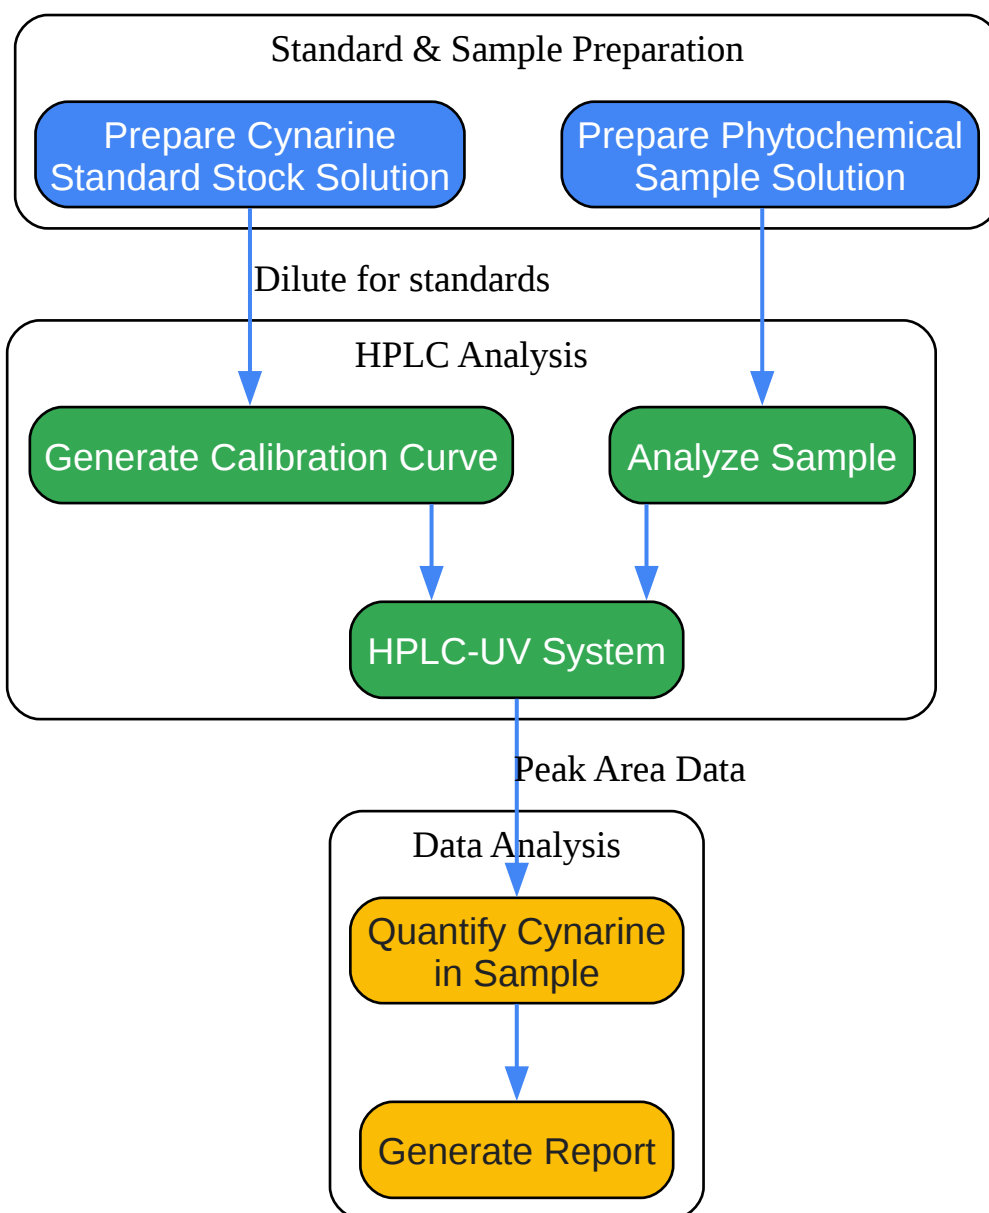 Standard & Sample Preparation
Prepare Cynarine
Standard Stock Solution
Prepare Phytochemical
Sample Solution
Dilute for standards
HPLC Analysis
Generate Calibration Curve
Analyze Sample
HPLC-UV System
Peak Area Data
Data Analysis
Quantify Cynarine
in Sample
Generate Report